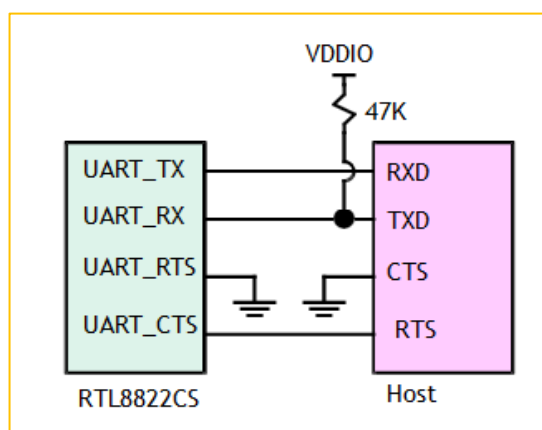 VDDIO
47K
UART_TX
RXD
UART_RX
TXD
UART_RTS
CTS
UART_CTS
RTS
RTL8822CS
Host